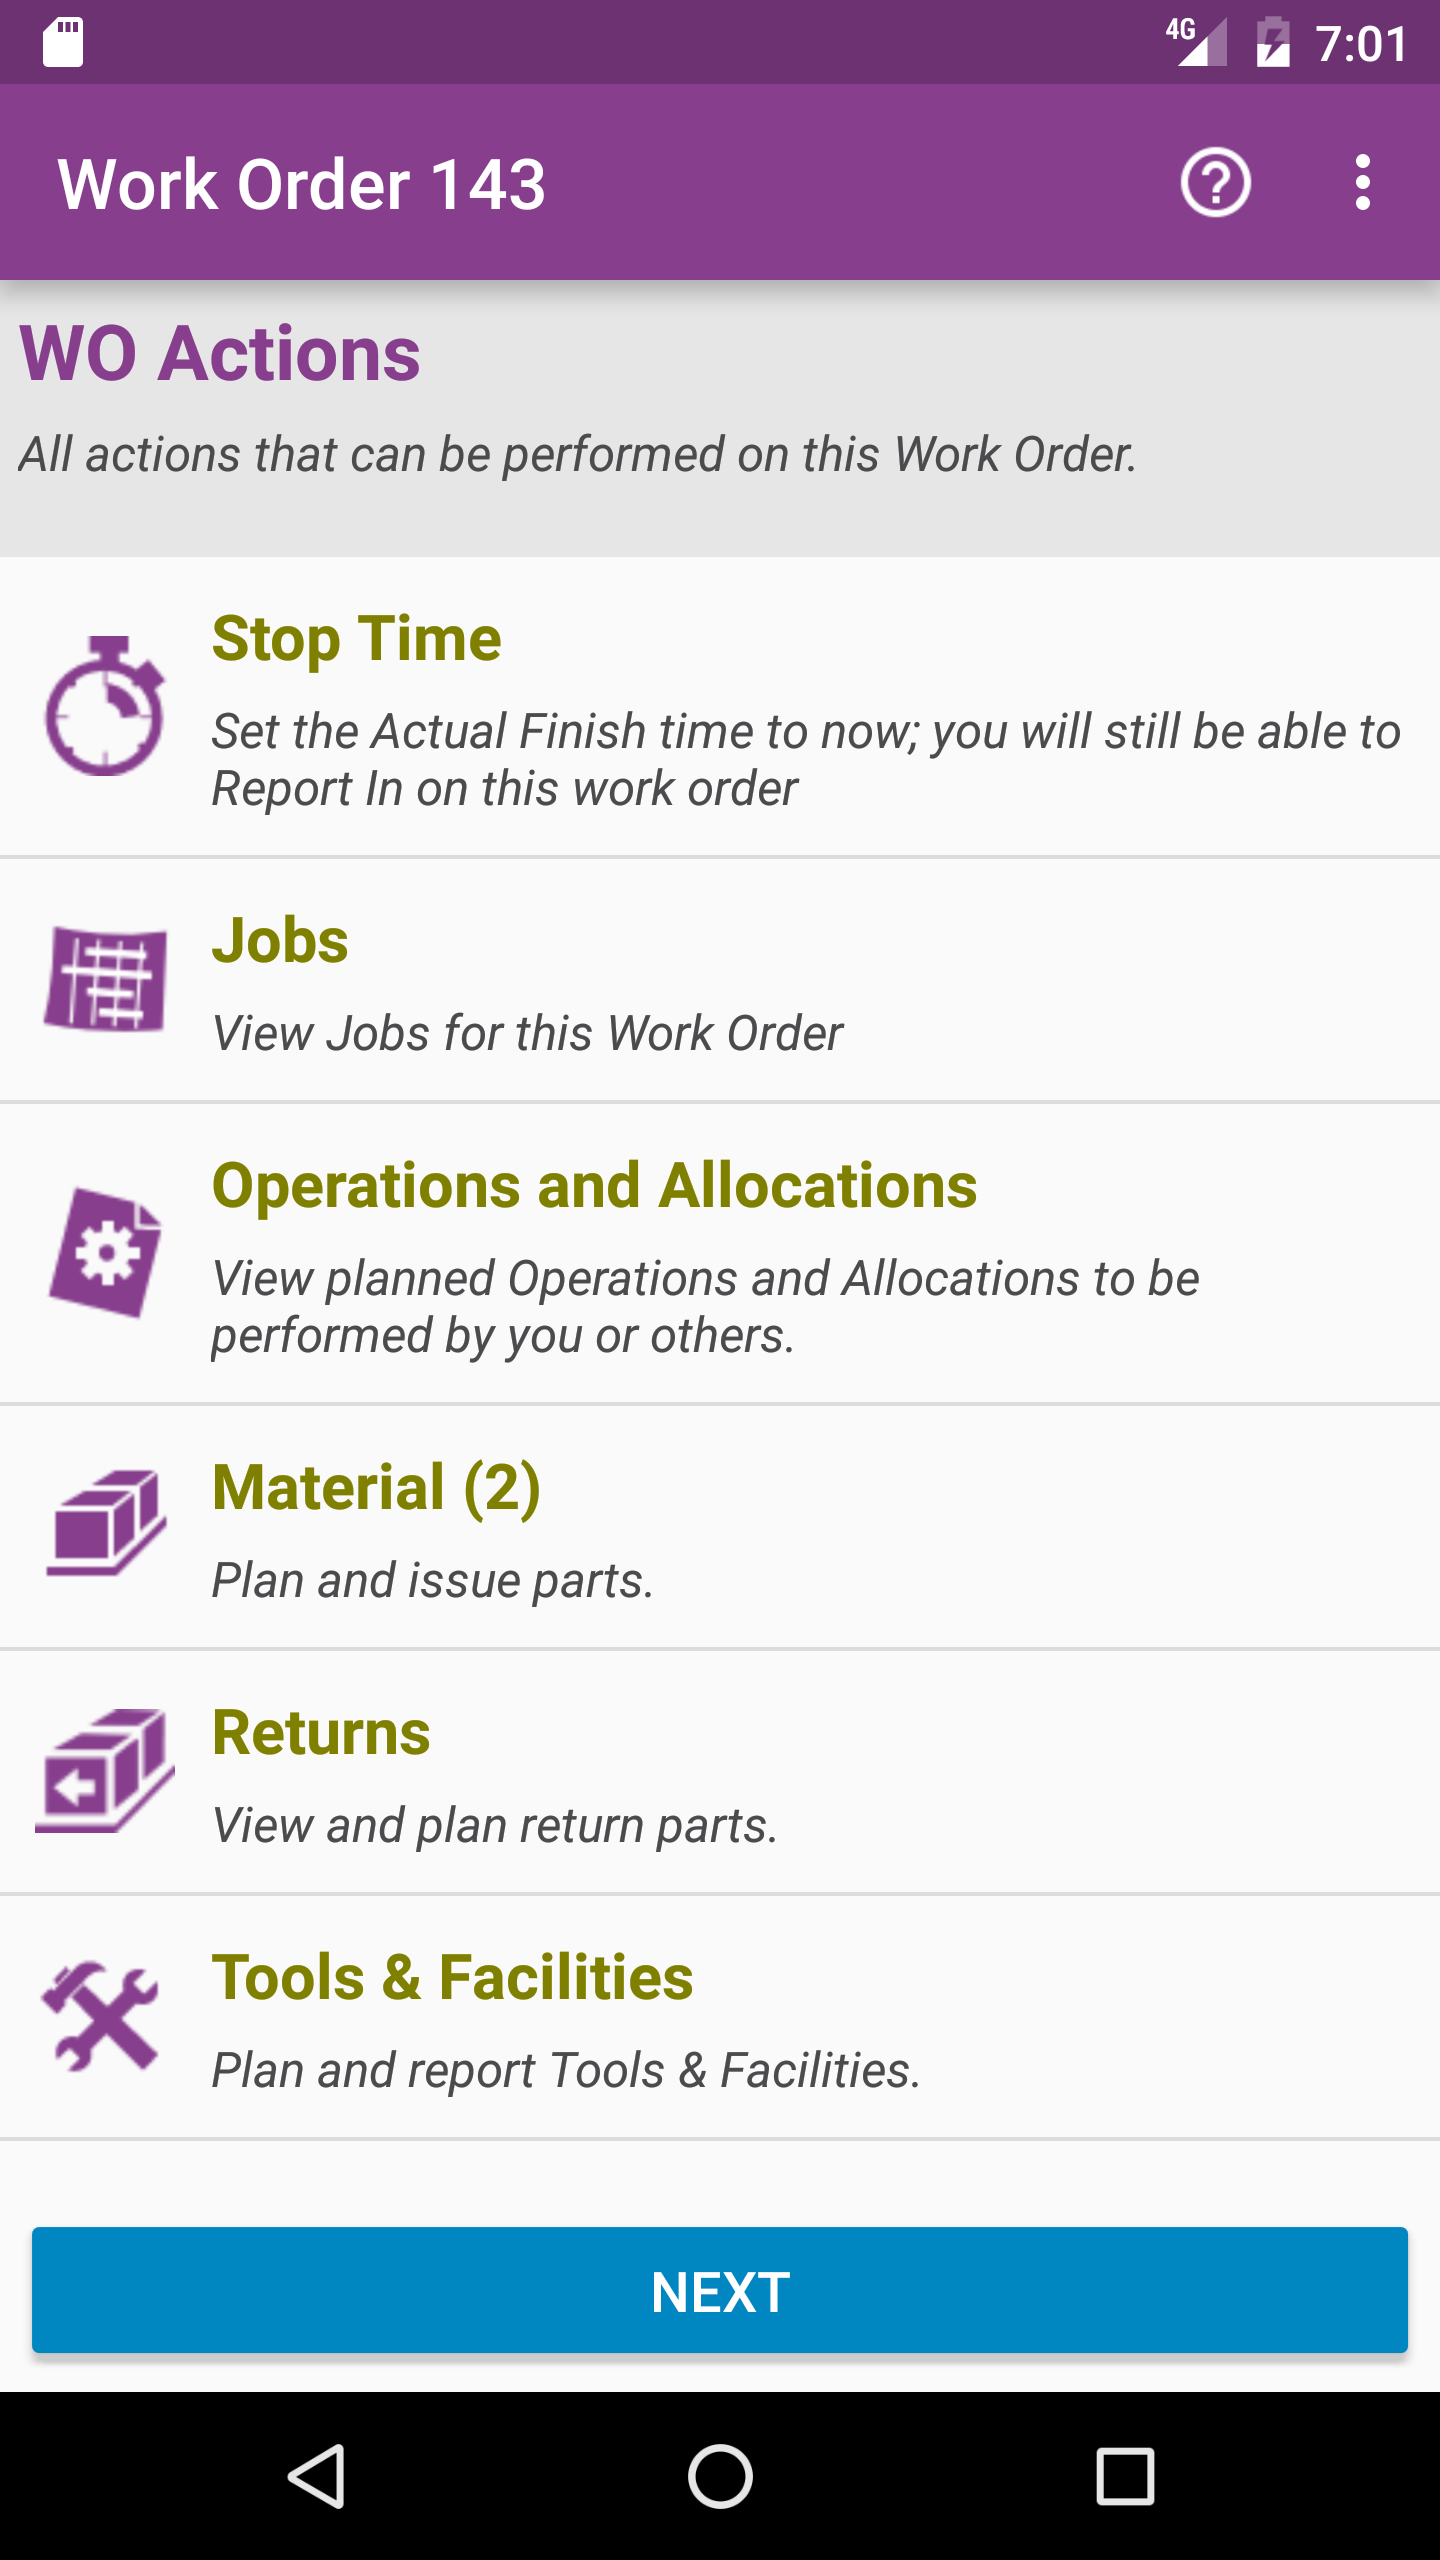 4G 7:01
Work Order 143
WO Actions
All actions that can be performed on this Work Order.
Stop Time
Set the Actual Finish time to now; you will still be able to
Report In on this work order
Jobs
View Jobs for this Work Order
Operations and Allocations
View planned Operations and Allocations to be
performed by you or others.
Material (2)
Plan and issue parts.
Returns
View and plan return parts.
Tools & Facilities
Plan and report Tools & Facilities.
NEXT